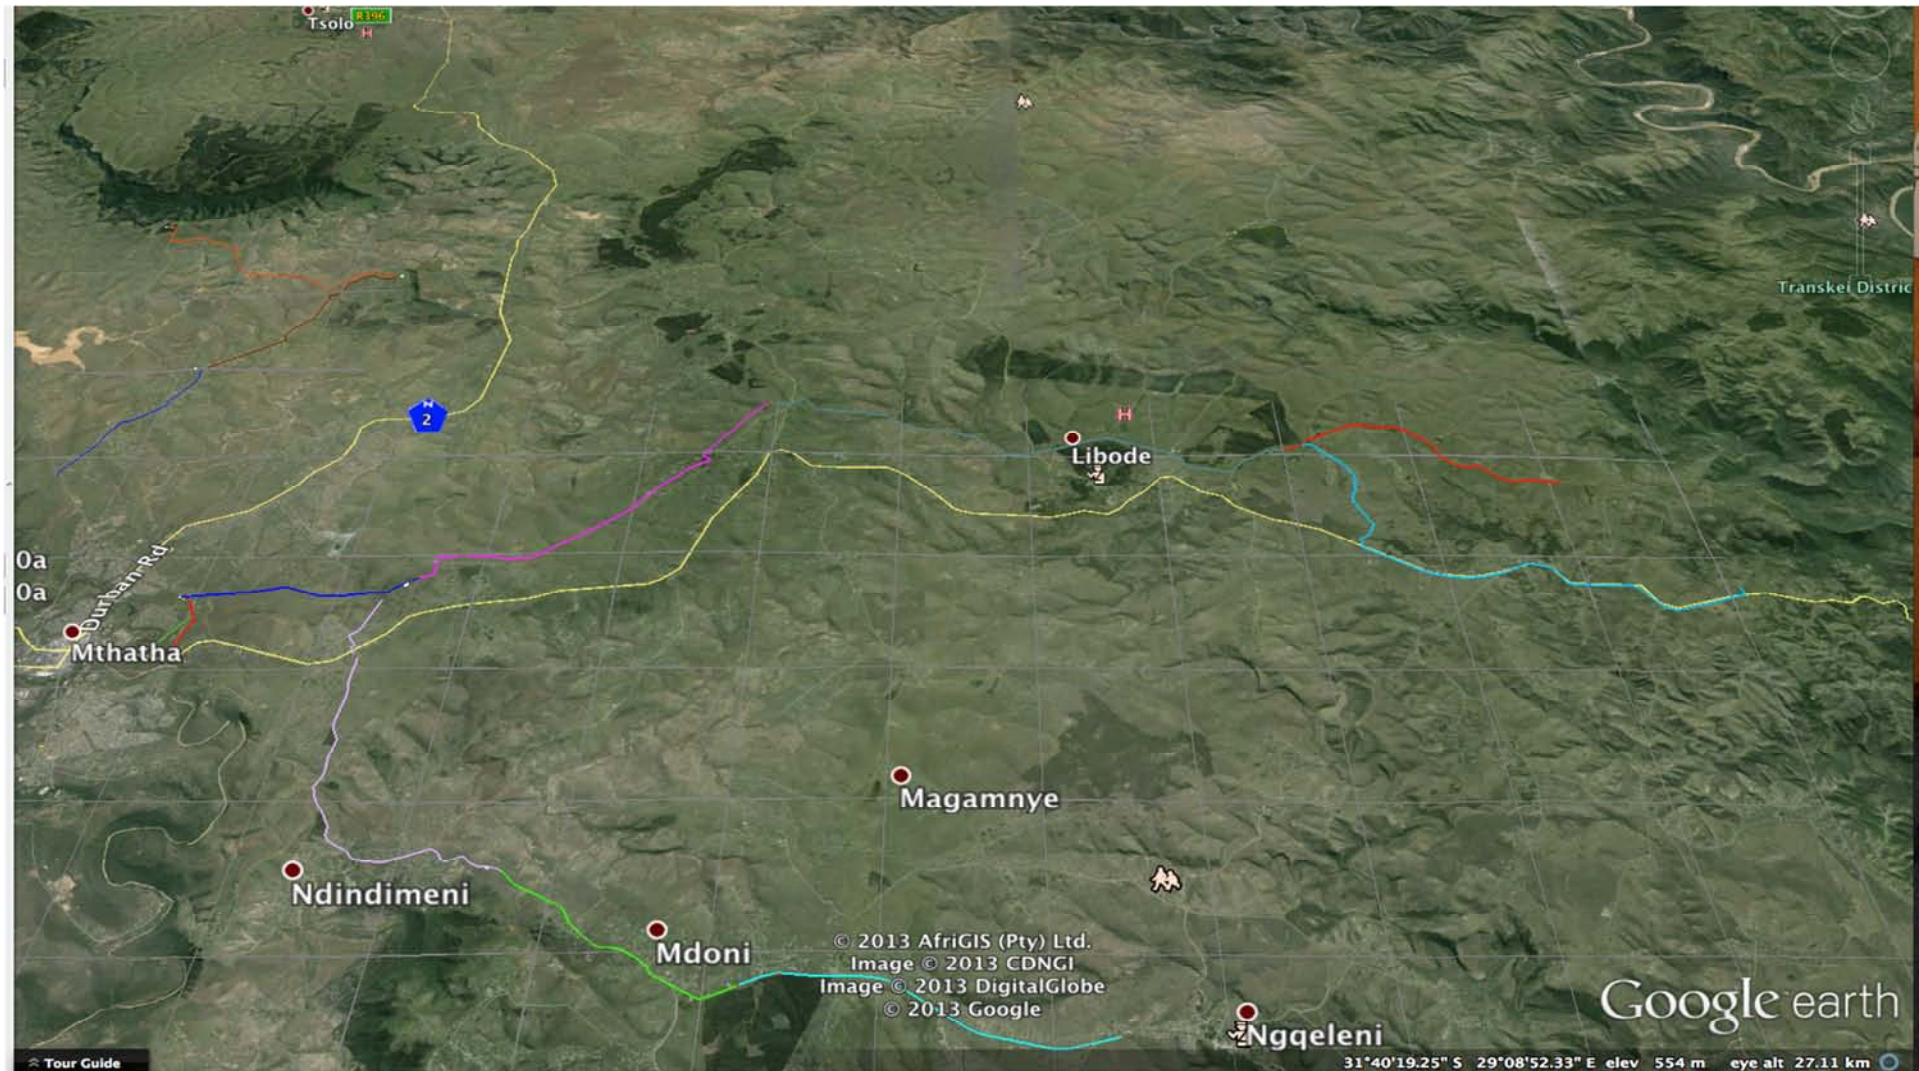 Tsolo
R396
H
Transkei Distric
N
2
H
Libode
0a
0a
Durban Rd
Mthatha
Magamnye
Ndindimeni
Mdoni
© 2013 AfriGIS (Pty) Ltd.
Image © 2013 CDNGI
Image © 2013 DigitalGlobe
© 2013 Google
Google earth
Ngqeleni
Tour Guide
31°40'19.25" S 29°08'52.33" E elev 554 m eye alt 27.11 km